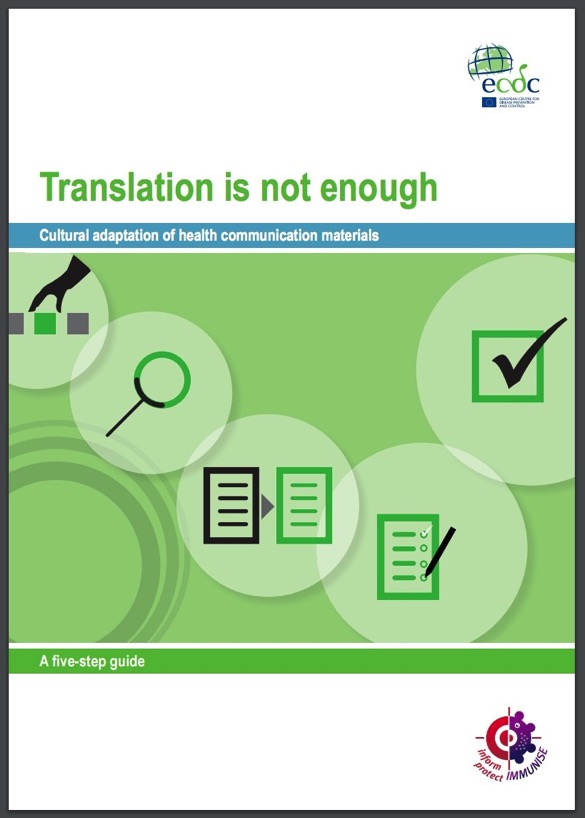 ecdc
EUROPEAN CENTRE FOR
DISEASE PREVENTION
AND CONTROL
Translation is not enough
Cultural adaptation of health communication materials
A five-step guide
inform
protect
IMMUNISE